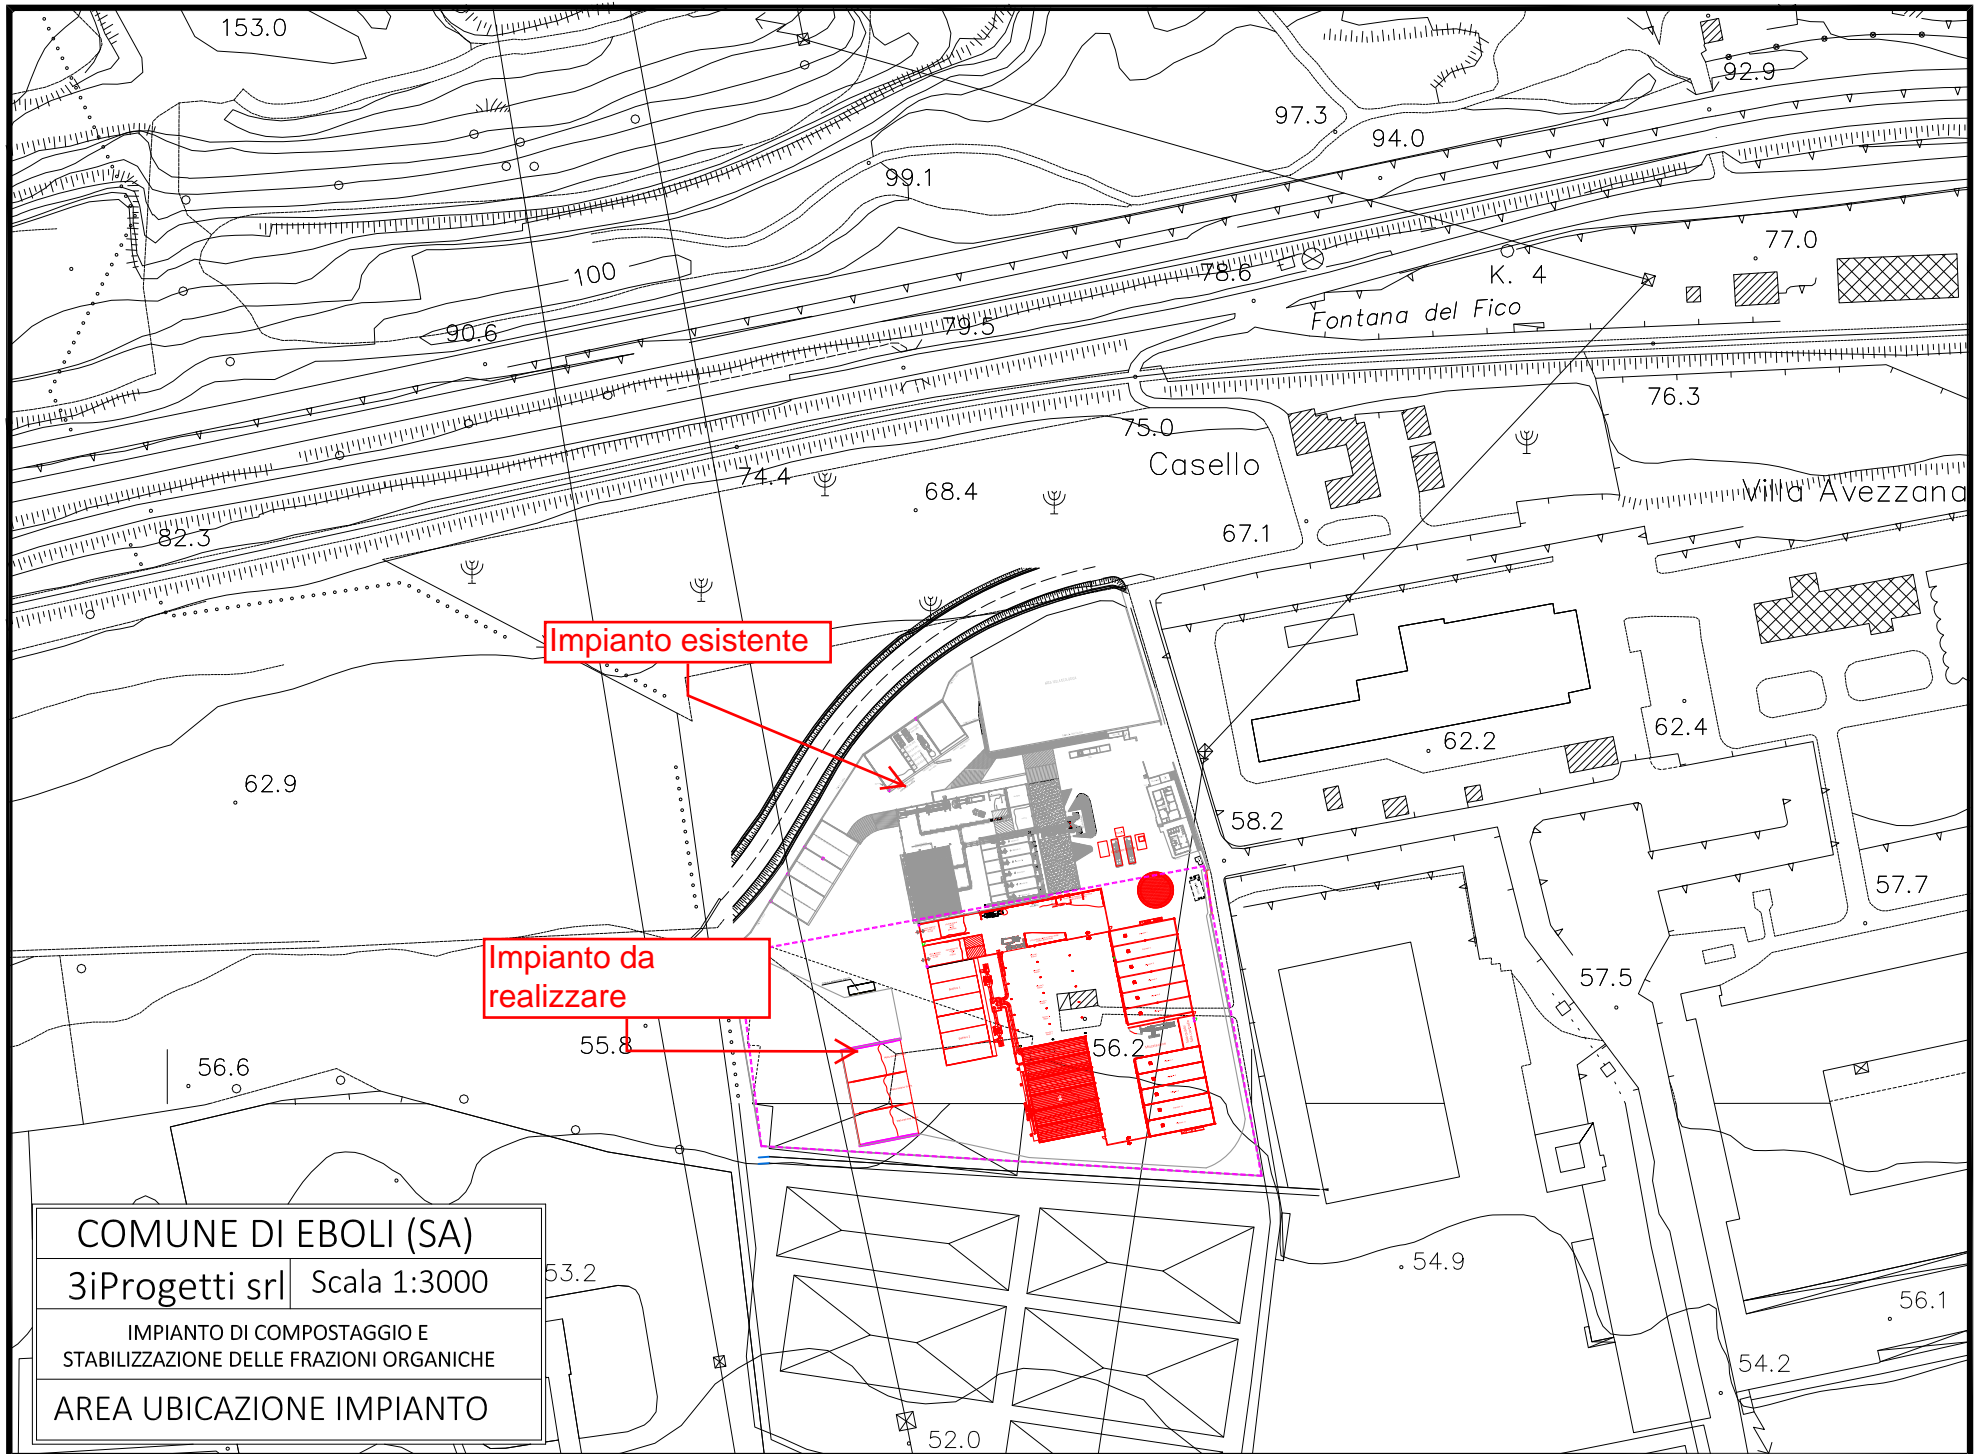 153.0
92.9
97.3
94.0
99.1
77.0
100
78.6
K. 4
Fontana del Fico
90.6
79.5
76.3
75.0
Casello
74.4
68.4
Villa Avezzana
67.1
82.3
Impianto esistente
62.9
62.2
62.4
58.2
57.7
Impianto da
realizzare
57.5
55.8
56.2
56.6
COMUNE DI EBOLI (SA)
3iProgetti srl
Scala 1:3000
53.2
54.9
56.1
IMPIANTO DI COMPOSTAGGIO E
STABILIZZAZIONE DELLE FRAZIONI ORGANICHE
54.2
AREA UBICAZIONE IMPIANTO
52.0